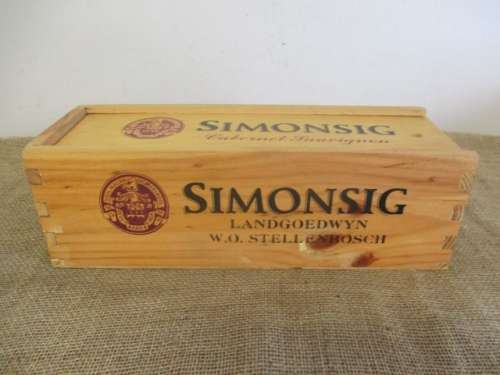 SIMONSIG
Cabernet Sauvignon
SIMONSIG
LANDGOEDWYN
W.O. STELLENBOSCH